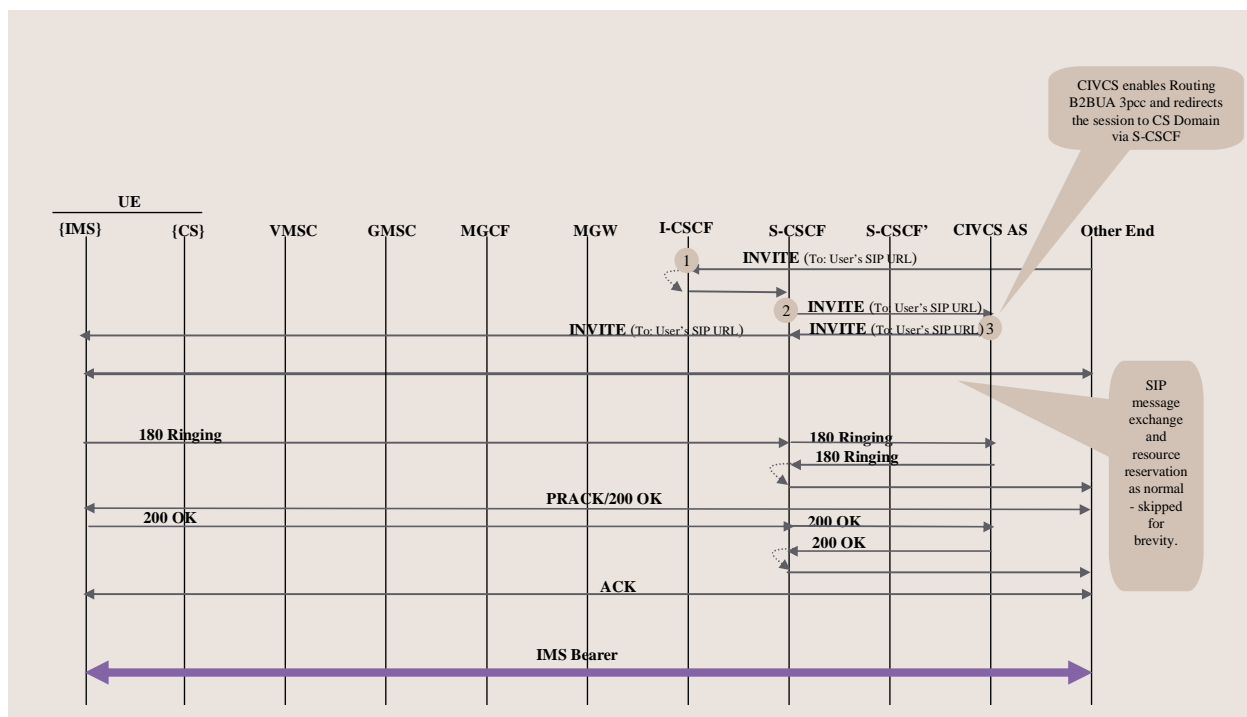 CIVCS enables Routing
B2BUA 3pcc and redirects
the session to CS Domain
via S-CSCF
UE
{IMS}
{CS}
VMSC
GMSC
MGCF
MGW
I-CSCF
S-CSCF
S-CSCF’
CIVCS AS
Other End
1
INVITE (To: User’s SIP URL)
2
INVITE (To: User’s SIP URL)
INVITE (To: User’s SIP URL)
INVITE (To: User’s SIP URL)
3
SIP
message
exchange
and
resource
reservation
as normal
- skipped
for
brevity.
180 Ringing
180 Ringing
180 Ringing
PRACK/200 OK
200 OK
200 OK
200 OK
ACK
IMS Bearer